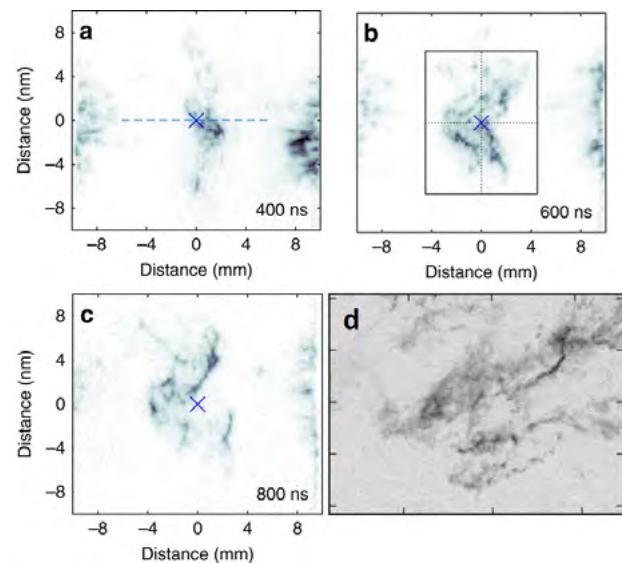 a
8
4
0
−4
−8
Distance (nm)
400 ns
−8 −4 0 4 8
Distance (mm)
b
600 ns
−8 −4 0 4 8
Distance (mm)
c
8
4
0
−4
−8
Distance (nm)
800 ns
−8 −4 0 4 8
Distance (mm)
d